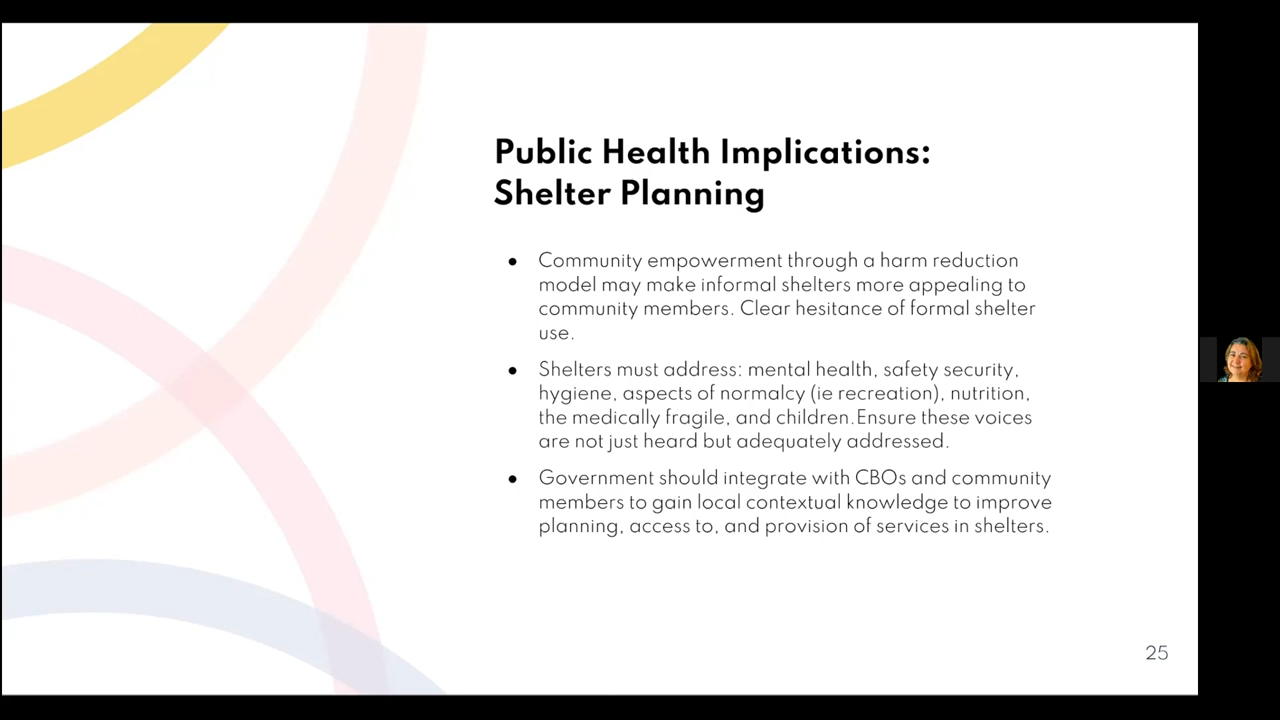 Public Health Implications:
Shelter Planning
● Community empowerment through a harm reduction
model may make informal shelters more appealing to
community members. Clear hesitance of formal shelter
use.
● Shelters must address: mental health, safety security,
hygiene, aspects of normalcy (ie recreation), nutrition,
the medically fragile, and children.Ensure these voices
are not just heard but adequately addressed.
● Government should integrate with CBOs and community
members to gain local contextual knowledge to improve
planning, access to, and provision of services in shelters.
25